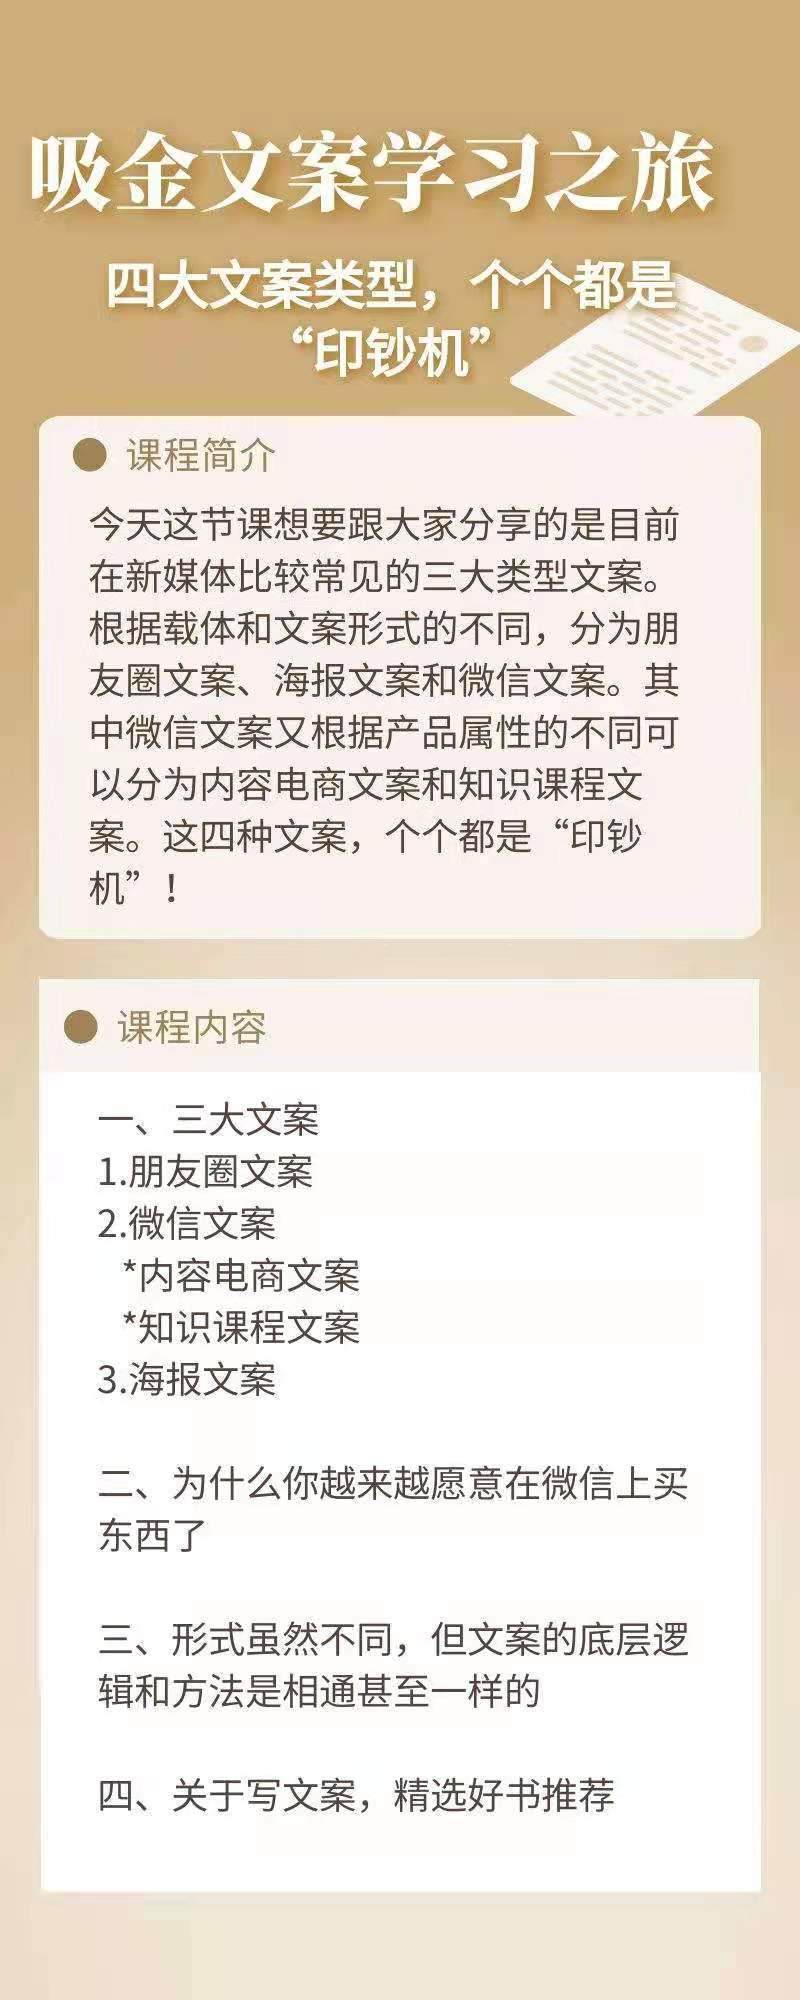 吸金文案学习之旅
四大文案类型，个个都是
“印钞机”
课程简介
今天这节课想要跟大家分享的是目前
在新媒体比较常见的三大类型文案。
根据载体和文案形式的不同，分为朋
友圈文案、海报文案和微信文案。其
中微信文案又根据产品属性的不同可
以分为内容电商文案和知识课程文
案。这四种文案，个个都是“印钞
机”！
课程内容
一、三大文案
1.朋友圈文案
2.微信文案
*内容电商文案
*知识课程文案
3.海报文案
二、为什么你越来越愿意在微信上买
东西了
三、形式虽然不同，但文案的底层逻
辑和方法是相通甚至一样的
四、关于写文案，精选好书推荐